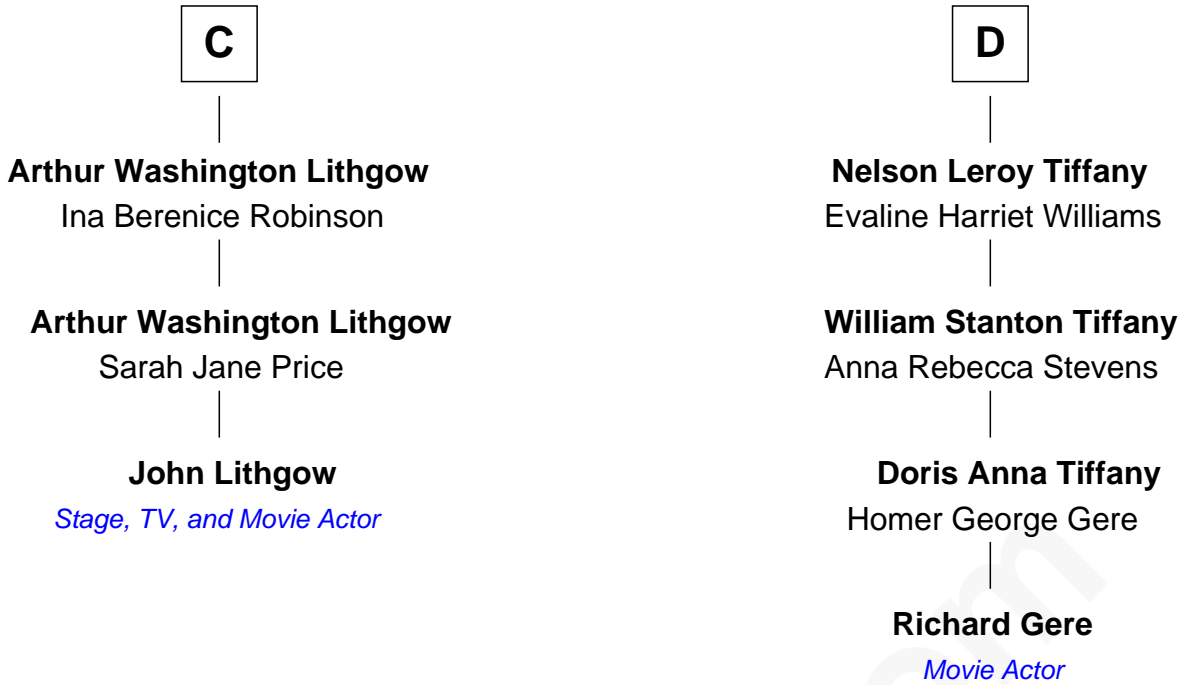 C
Arthur Washington Lithgow
Ina Berenice Robinson
Arthur Washington Lithgow
Sarah Jane Price
John Lithgow
Stage, TV, and Movie Actor
D
Nelson Leroy Tiffany
Evaline Harriet Williams
William Stanton Tiffany
Anna Rebecca Stevens
Doris Anna Tiffany
Homer George Gere
Richard Gere
Movie Actor